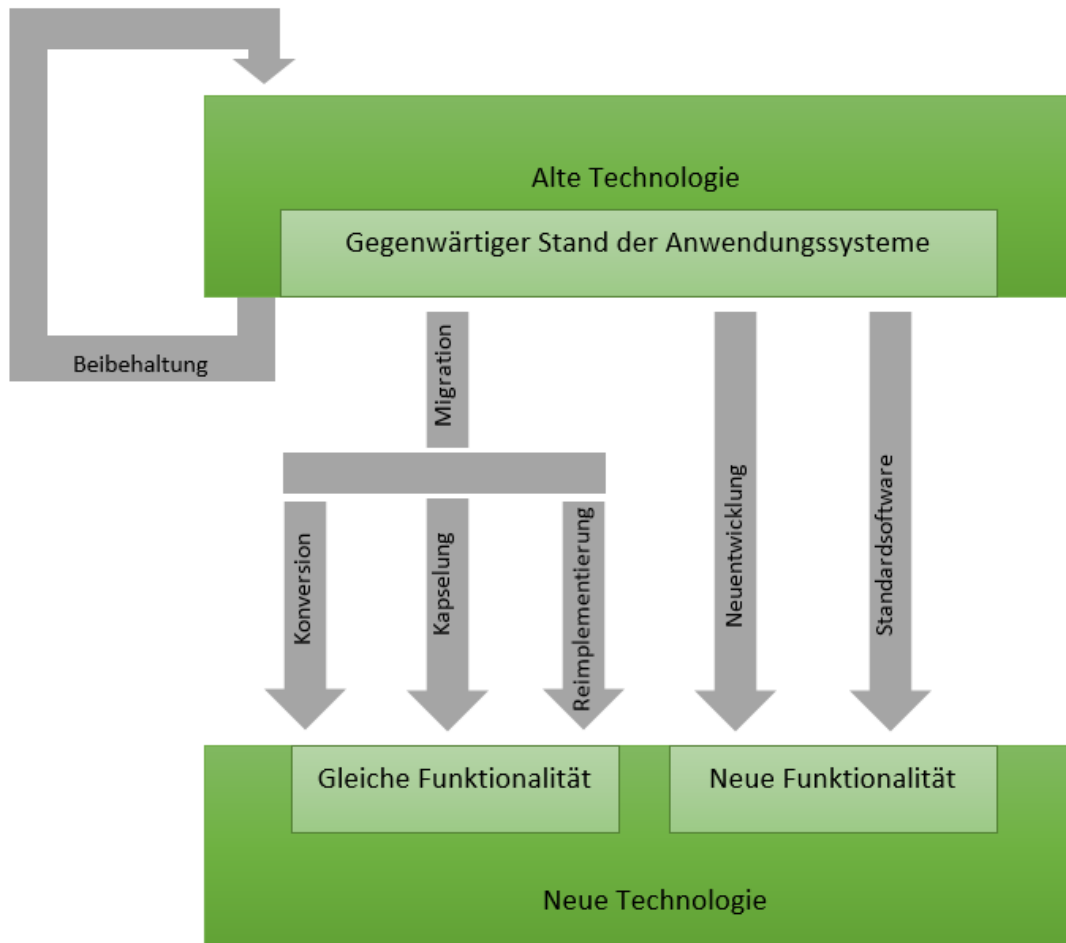 Alte Technologie
Gegenwärtiger Stand der Anwendungssysteme
Beibehaltung
Migration
Konversion
Kapselung
Reimplementierung
Neuentwicklung
Standardsoftware
Gleiche Funktionalität
Neue Funktionalität
Neue Technologie